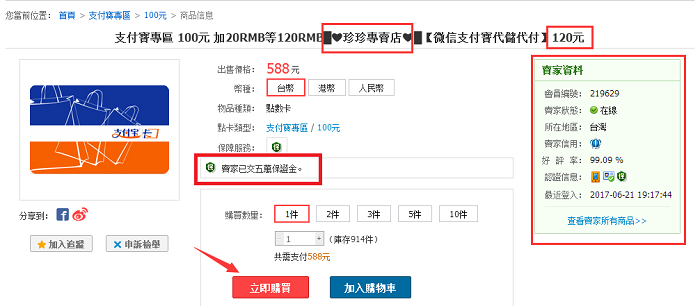 您當前位置： 首頁 > 支付寶專區 > 100元 > 商品信息
支付寶專區 100元 加20RMB等120RMB█♥珍珍專賣店♥█【微信支付寶代儲代付】120元
支付宝卡
出售價格： 588元
幣種： 台幣 港幣 人民幣
物品種類： 點數卡
點卡類型： 支付寶專區 / 100元
保障服務： 保
保 賣家已交五萬保證金。
購買數量： 1件 2件 3件 5件 10件
- 1 + （庫存914件）
共需支付588元
立即購買 加入購物車
分享到：
加入追蹤 申訴檢舉
賣家資料
會員編號： 219629
賣家狀態： 在線
所在地區： 台灣
賣家信用：
好 評 率： 99.09 %
認證信息： 保
最近登入： 2017-06-21 19:17:44
查看賣家所有商品>>